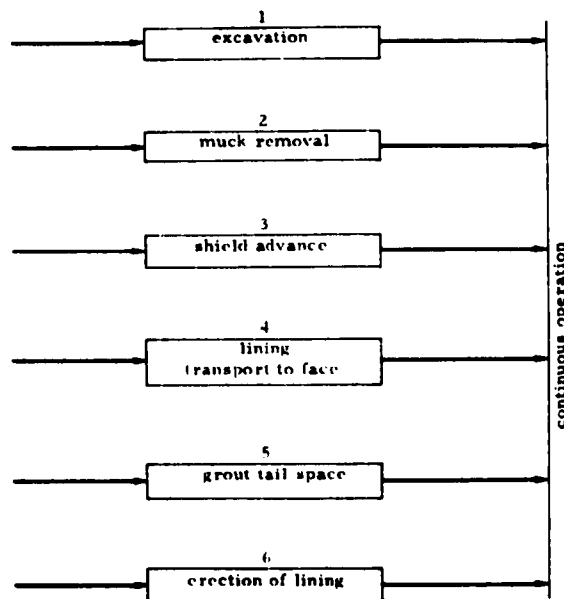 1
excavation
2
muck removal
3
shield advance
4
lining
transport to face
5
grout tail space
6
erection of lining
continuous operation